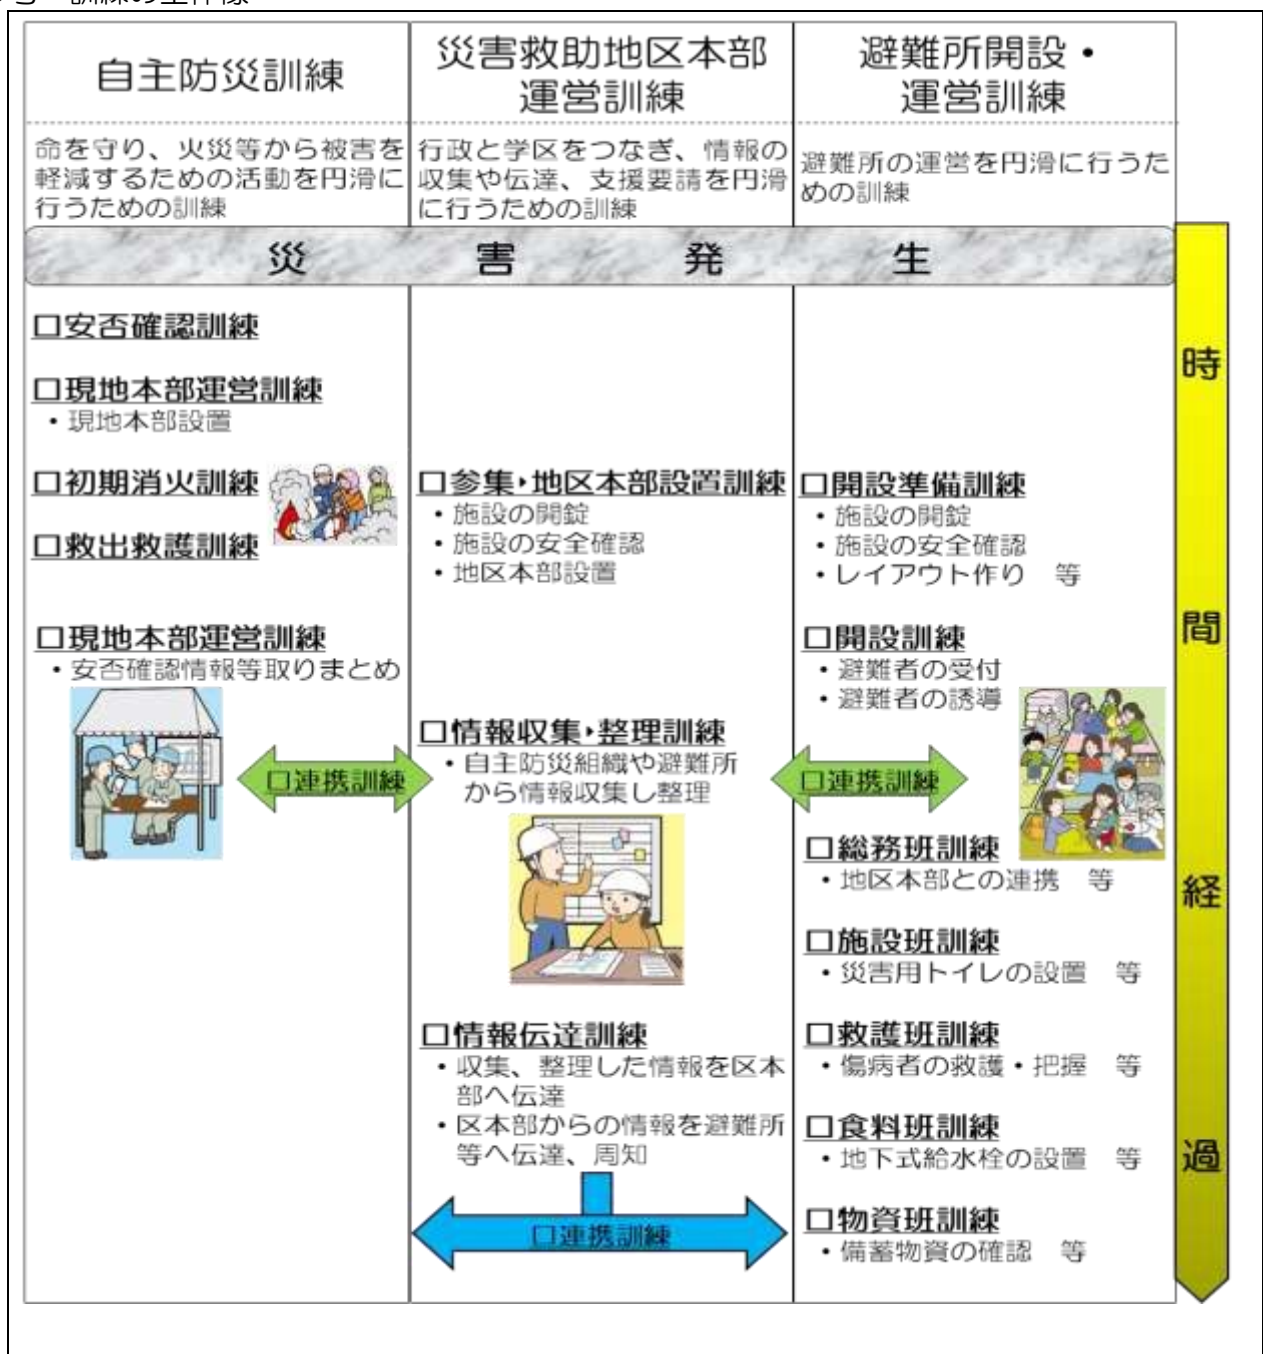 訓練の全体像
自主防災訓練
命を守り、火災等から被害を
軽減するための活動を円滑に
行うための訓練
災害救助地区本部
運営訓練
行政と学区をつなぎ、情報の
収集や伝達、支援要請を円滑
に行うための訓練
避難所開設・
運営訓練
避難所の運営を円滑に行うた
めの訓練
災 害 発 生
□安否確認訓練
□現地本部運営訓練
・現地本部設置
□初期消火訓練
□救出救護訓練
□現地本部運営訓練
・安否確認情報等取りまとめ
□連携訓練
□参集・地区本部設置訓練
・施設の開錠
・施設の安全確認
・地区本部設置
□情報収集・整理訓練
・自主防災組織や避難所
から情報収集し整理
□情報伝達訓練
・収集、整理した情報を区本
部へ伝達
・区本部からの情報を避難所
等へ伝達、周知
□連携訓練
□開設準備訓練
・施設の開錠
・施設の安全確認
・レイアウト作り 等
□開設訓練
・避難者の受付
・避難者の誘導
□連携訓練
□総務班訓練
・地区本部との連携 等
□施設班訓練
・災害用トイレの設置 等
□救護班訓練
・傷病者の救護・把握 等
□食料班訓練
・地下式給水栓の設置 等
□物資班訓練
・備蓄物資の確認 等
時
間
経
過